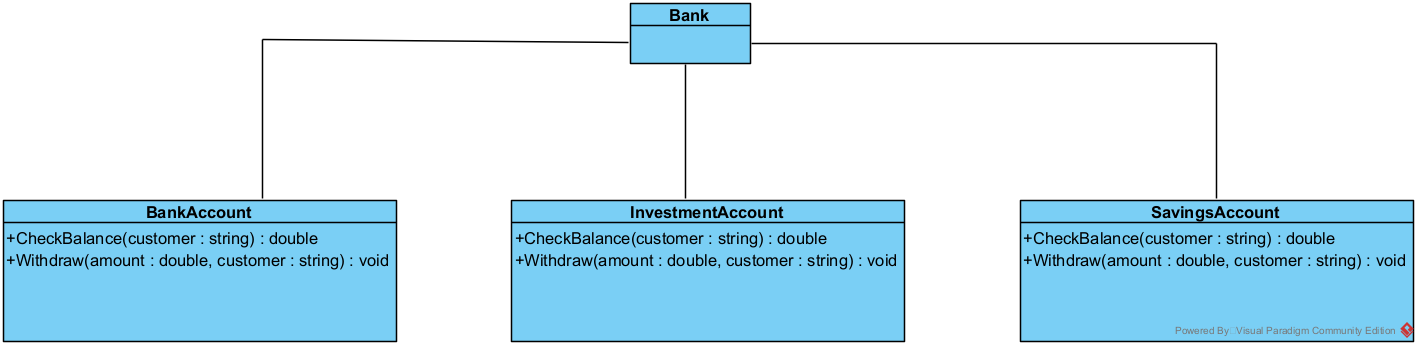 Bank
BankAccount
+CheckBalance(customer : string) : double
+Withdraw(amount : double, customer : string) : void
InvestmentAccount
+CheckBalance(customer : string) : double
+Withdraw(amount : double, customer : string) : void
SavingsAccount
+CheckBalance(customer : string) : double
+Withdraw(amount : double, customer : string) : void
Powered By: Visual Paradigm Community Edition